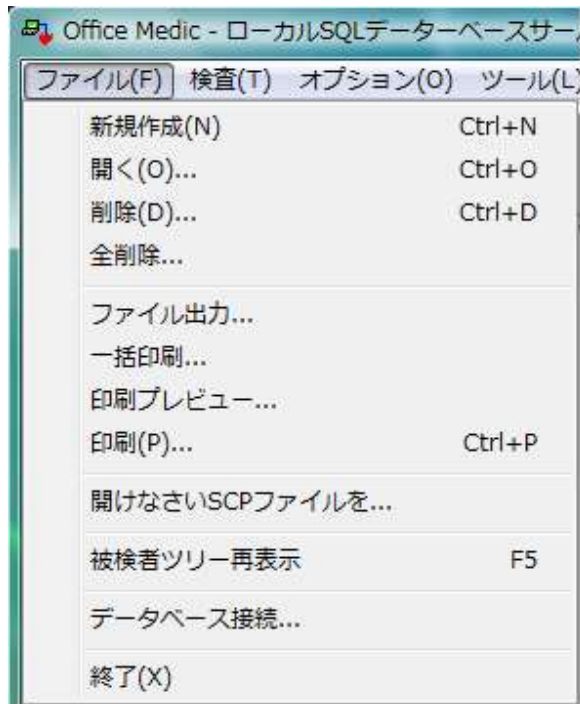 Office Medic - ローカルSQLデーターベースサー
ファイル(F) 検査(T) オプション(O) ツール(L)
新規作成(N) Ctrl+N
開く(O)... Ctrl+O
削除(D)... Ctrl+D
全削除...
ファイル出力...
一括印刷...
印刷プレビュー...
印刷(P)... Ctrl+P
開けなさいSCPファイルを...
被検者ツリー再表示 F5
データベース接続...
終了(X)